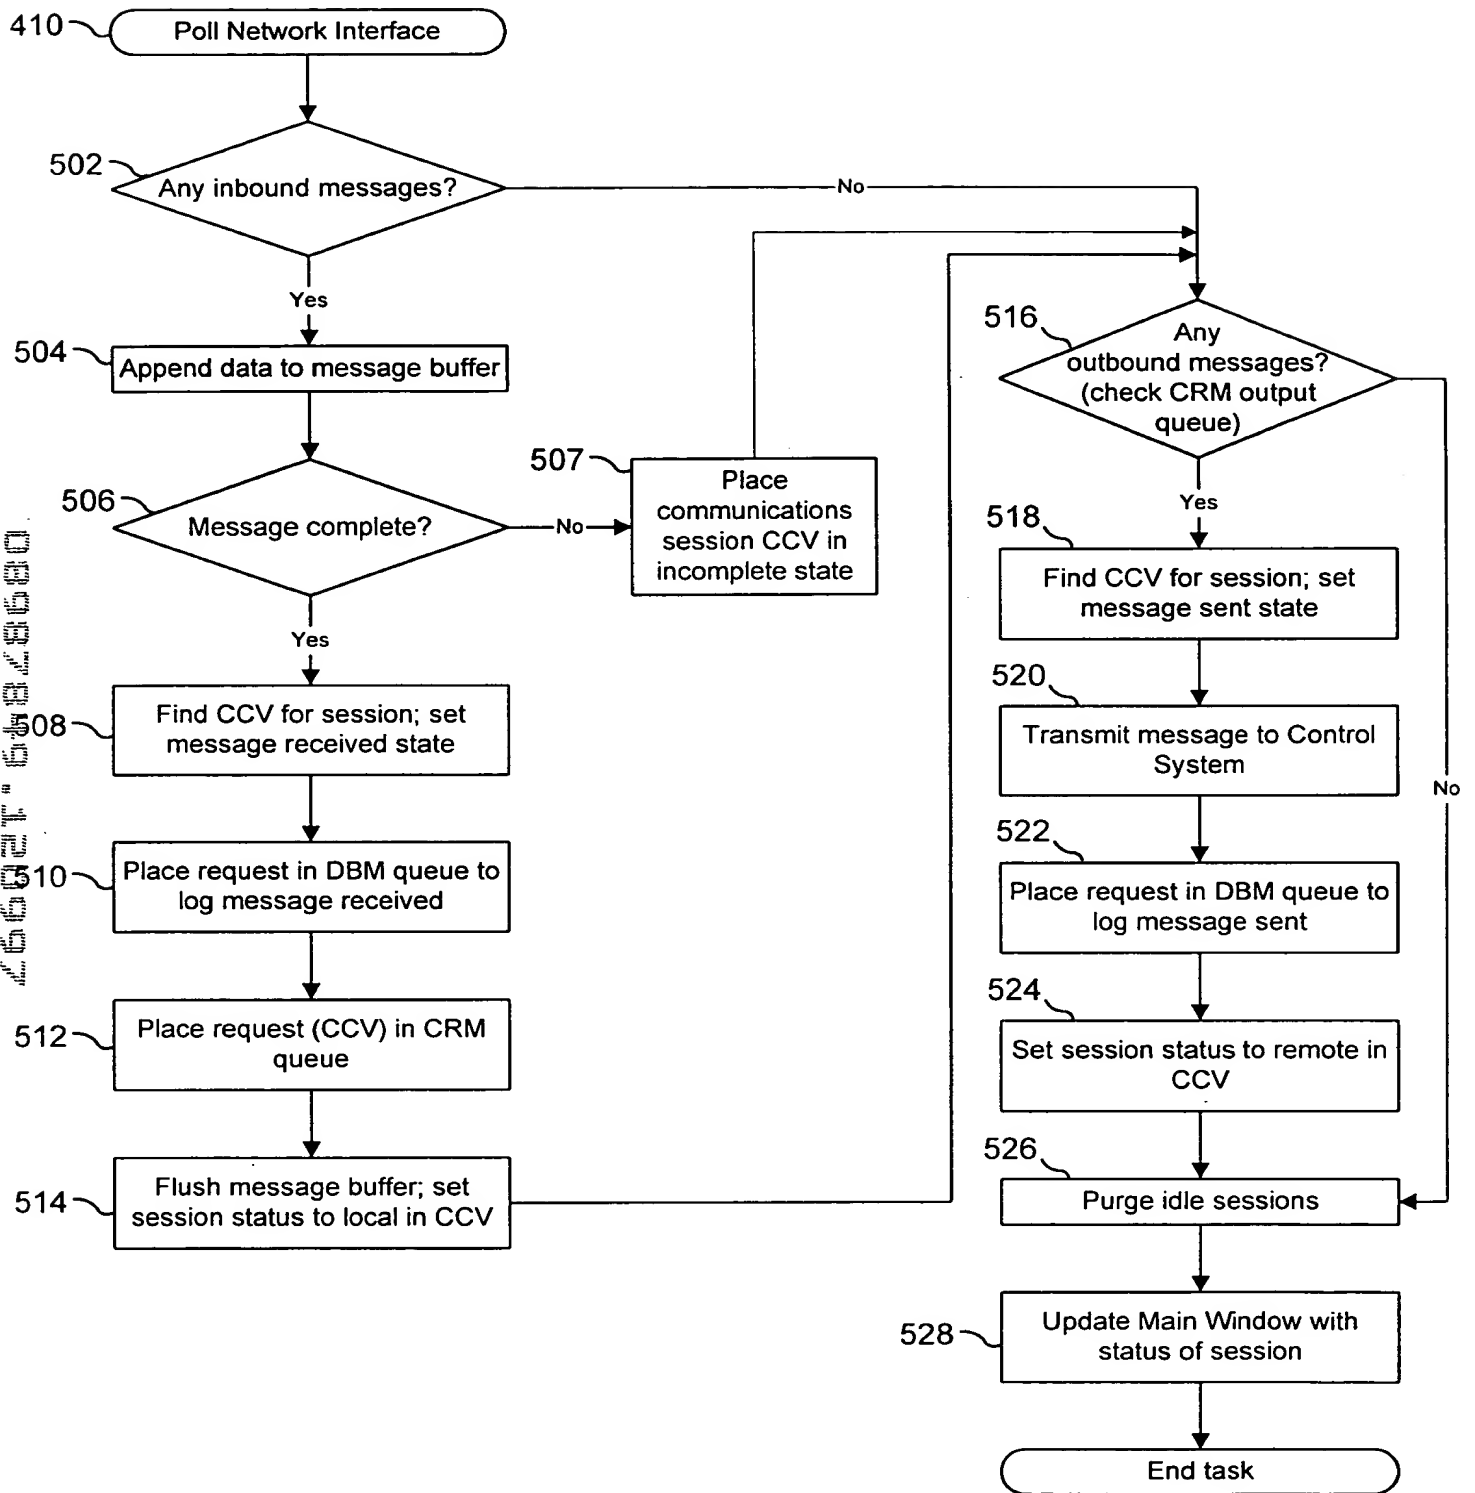 410
Poll Network Interface
502
Any inbound messages?
No
Yes
504
Append data to message buffer
506
Message complete?
No
507
Place
communications
session CCV in
incomplete state
Yes
508
Find CCV for session; set
message received state
510
Place request in DBM queue to
log message received
512
Place request (CCV) in CRM
queue
514
Flush message buffer; set
session status to local in CCV
516
Any
outbound messages?
(check CRM output
queue)
Yes
No
518
Find CCV for session; set
message sent state
520
Transmit message to Control
System
522
Place request in DBM queue to
log message sent
524
Set session status to remote in
CCV
526
Purge idle sessions
528
Update Main Window with
status of session
End task